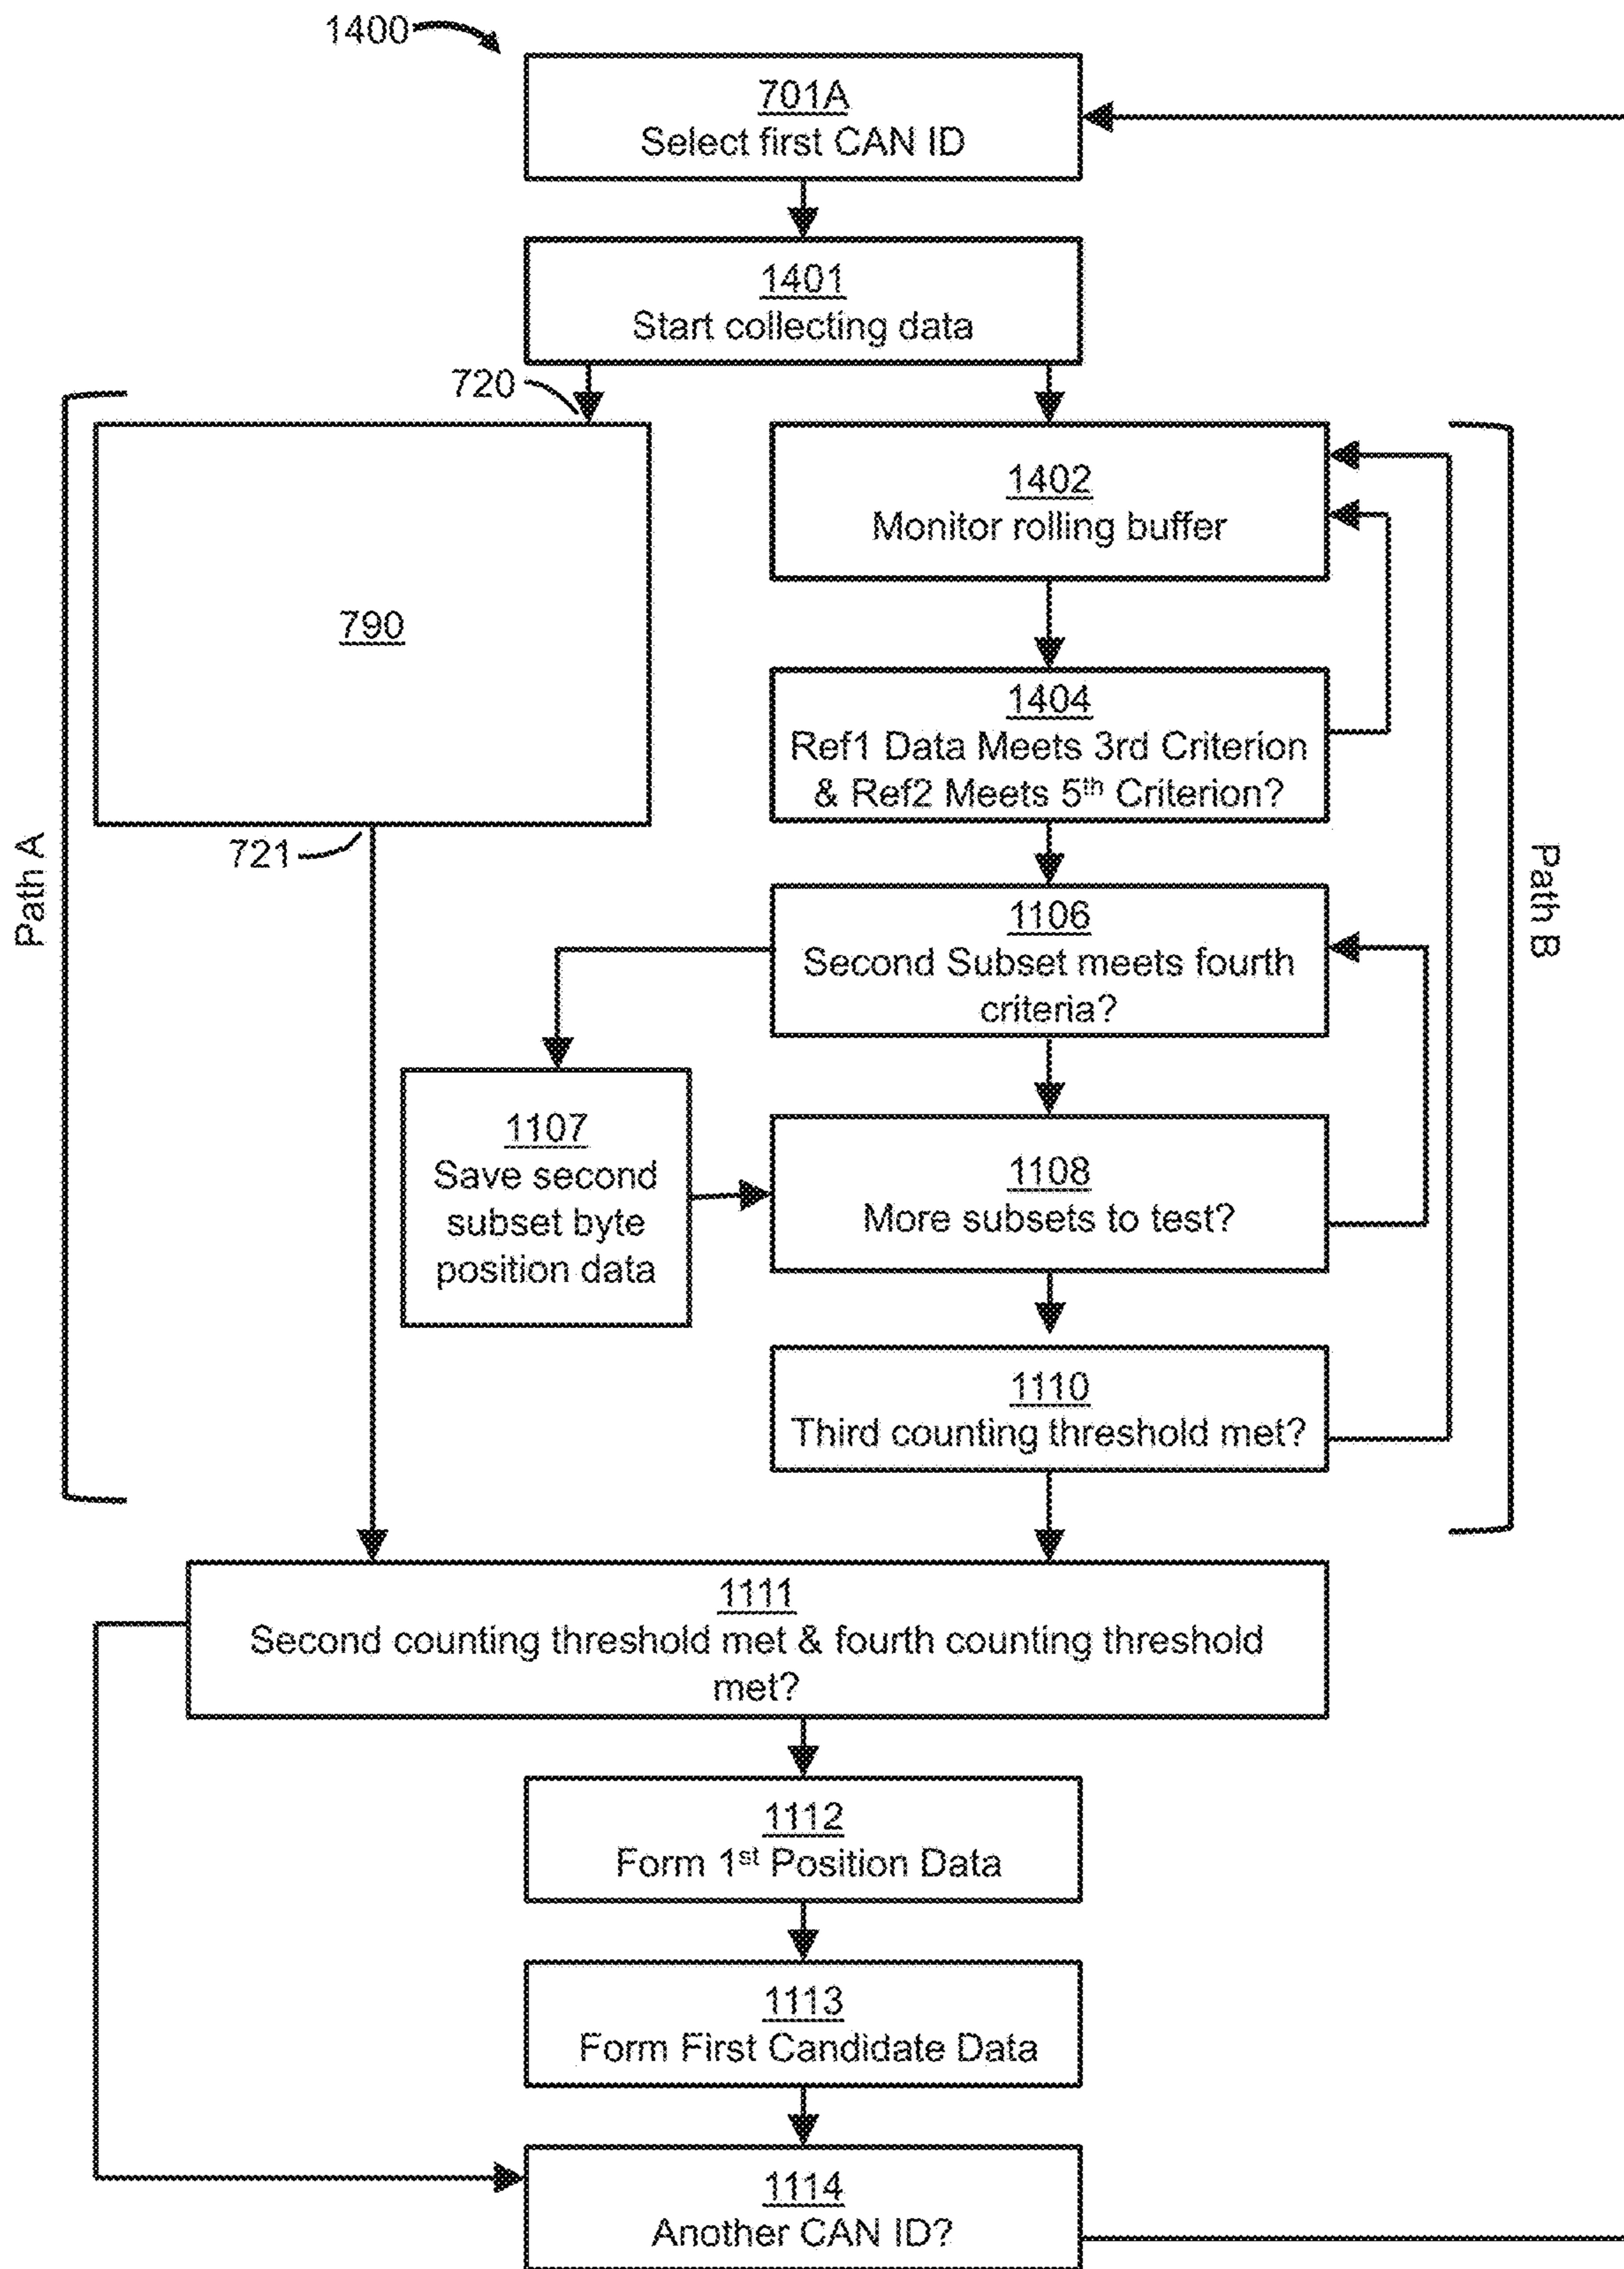 1400
701A
Select first CAN ID
1401
Start collecting data
720
790
721
Path A
1402
Monitor rolling buffer
1404
Ref1 Data Meets 3rd Criterion
& Ref2 Meets 5th Criterion?
Path B
1106
Second Subset meets fourth
criteria?
1107
Save second
subset byte
position data
1108
More subsets to test?
1110
Third counting threshold met?
1111
Second counting threshold met & fourth counting threshold
met?
1112
Form 1st Position Data
1113
Form First Candidate Data
1114
Another CAN ID?